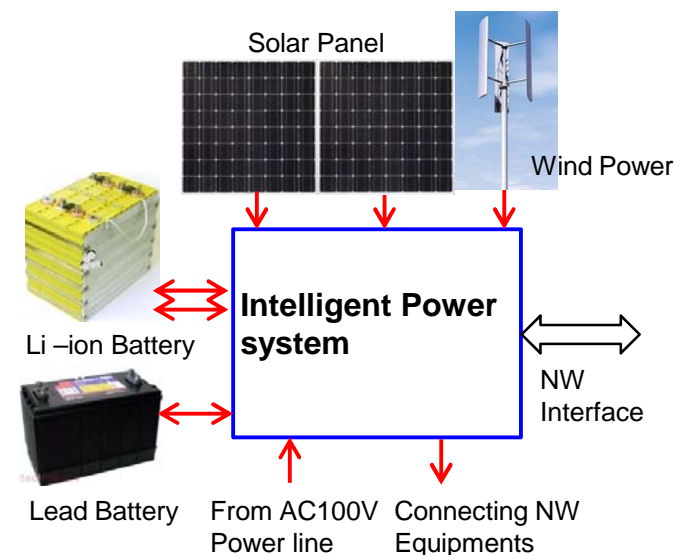 Solar Panel
Wind Power
Intelligent Power
system
Li –ion Battery
NW
Interface
Lead Battery
From AC100V
Power line
Connecting NW
Equipments